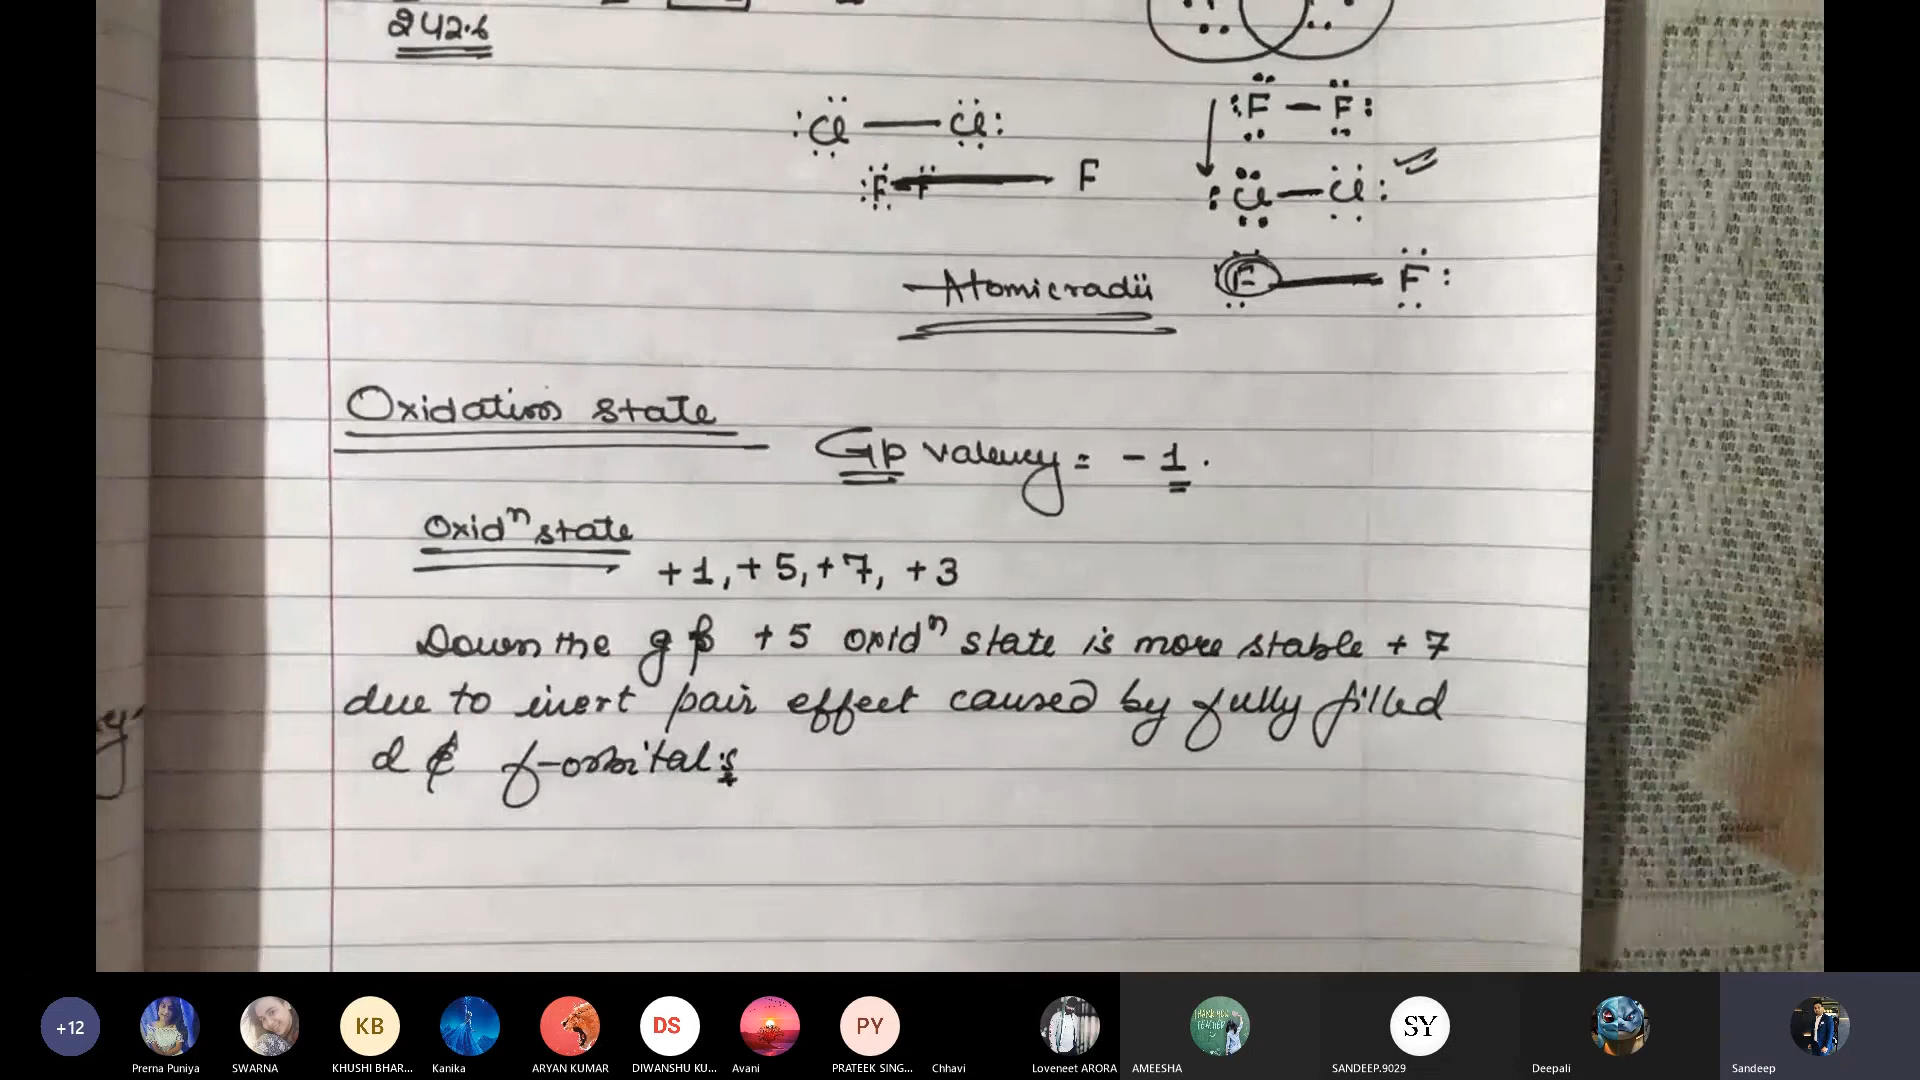 242.6
:F — F:
:Cl — Cl:
:Cl — Cl:
:F F — F
Atomic radii
F — F:
Oxidation state
Gp valency = -1.
Oxidⁿ state
+1, +5, +7, +3
Down the gp +5 oxidⁿ state is more stable +7
due to inert pair effect caused by fully filled
d & f-orbitals
+12
KB
DS
PY
THANK YOU TEACHER
SY
Prerna Puniya
SWARNA
KHUSHI BHAR...
Kanika
ARYAN KUMAR
DIWANSHU KU...
Avani
PRATEEK SING...
Chhavi
Loveneet ARORA
AMEESHA
SANDEEP.9029
Deepali
Sandeep